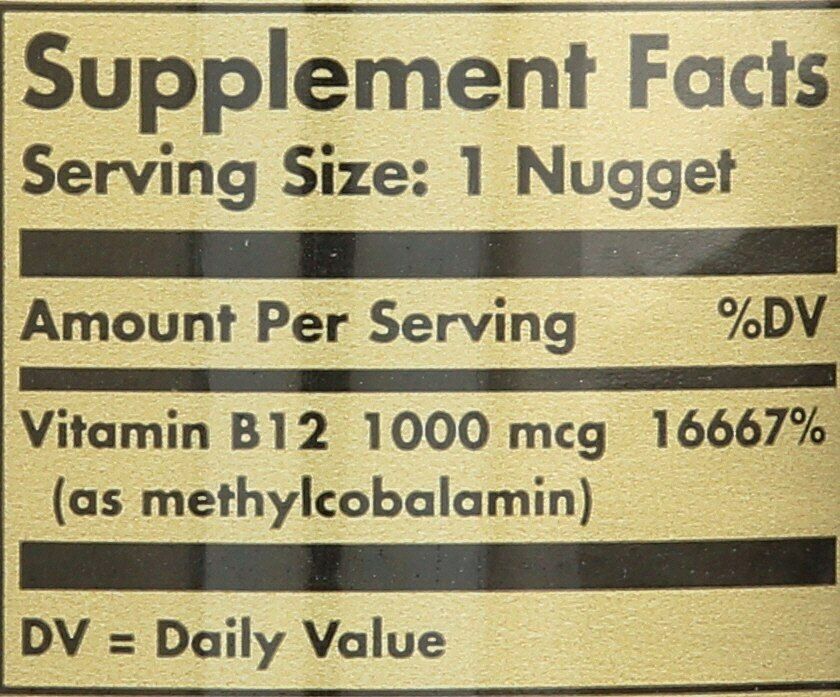 Supplement Facts
Serving Size: 1 Nugget
Amount Per Serving %DV
Vitamin B12 1000 mcg 16667%
(as methylcobalamin)
DV = Daily Value